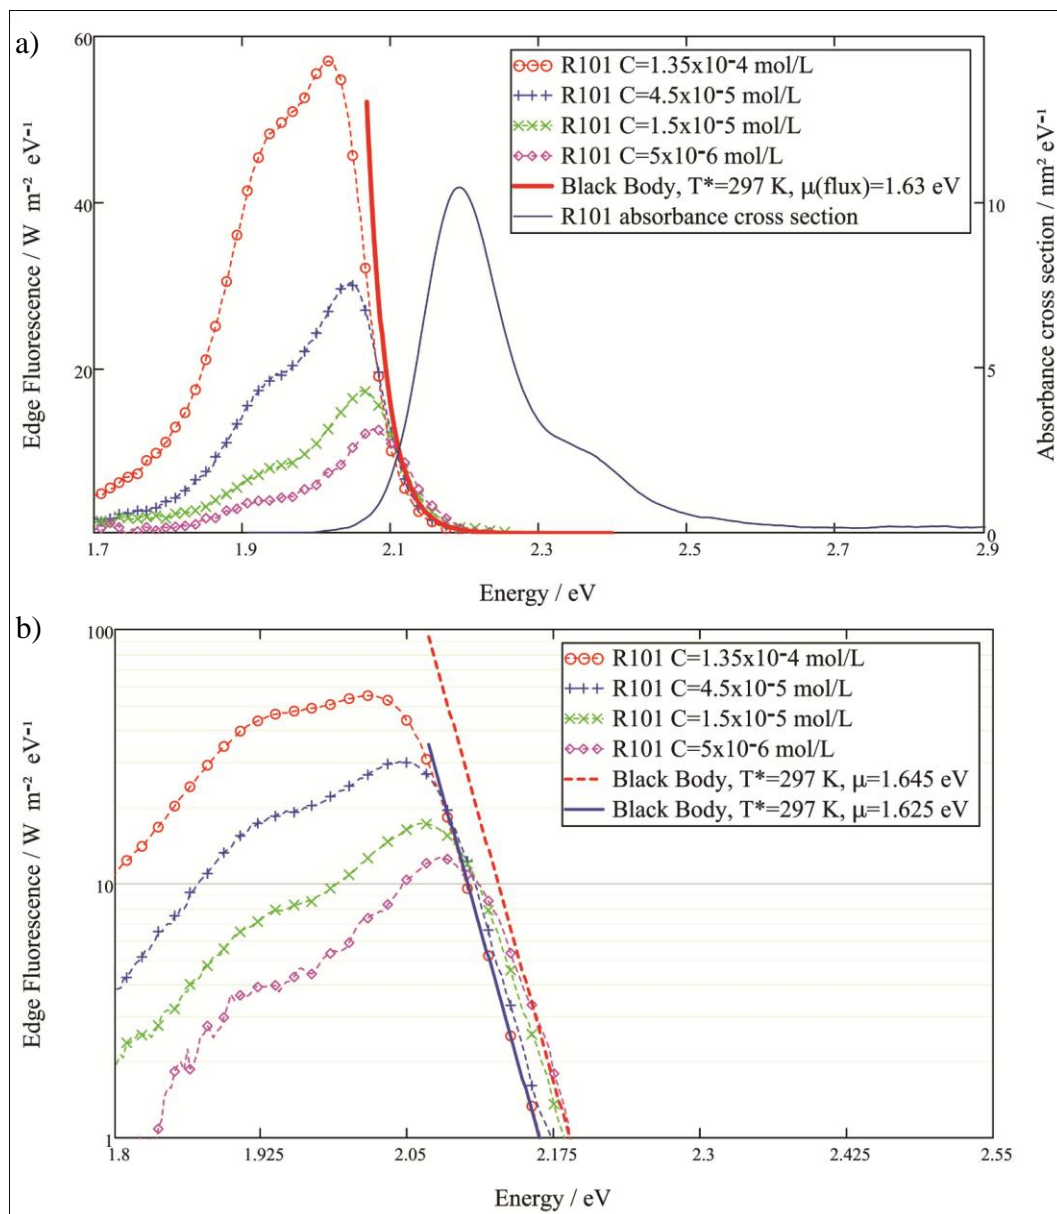 a)
60
40
20
10
5
0
1.7
1.9
2.1
2.3
2.5
2.7
2.9
Edge Fluorescence / W m⁻² eV⁻¹
Absorbance cross section / nm² eV⁻¹
Energy / eV
R101 C=1.35x10⁻4 mol/L
R101 C=4.5x10⁻5 mol/L
R101 C=1.5x10⁻5 mol/L
R101 C=5x10⁻6 mol/L
Black Body, T*=297 K, μ(flux)=1.63 eV
R101 absorbance cross section
b)
100
10
1
1.8
1.925
2.05
2.175
2.3
2.425
2.55
Edge Fluorescence / W m⁻² eV⁻¹
Energy / eV
R101 C=1.35x10⁻4 mol/L
R101 C=4.5x10⁻5 mol/L
R101 C=1.5x10⁻5 mol/L
R101 C=5x10⁻6 mol/L
Black Body, T*=297 K, μ=1.645 eV
Black Body, T*=297 K, μ=1.625 eV